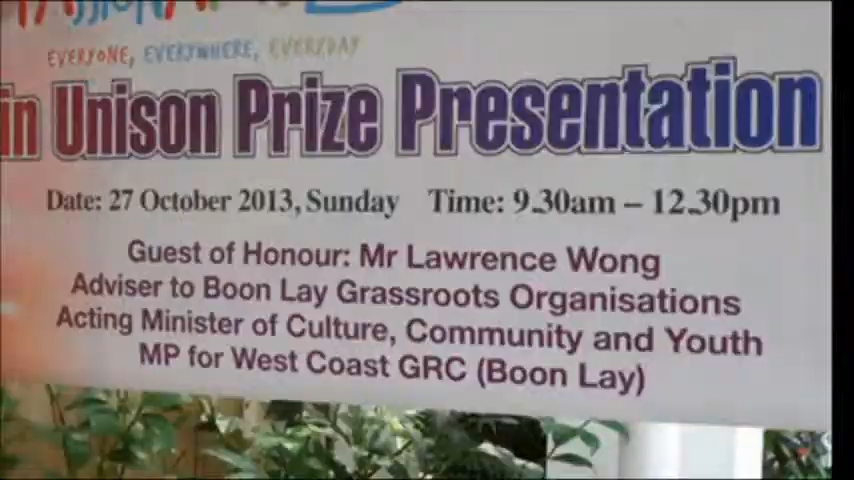 EVERYONE, EVERYWHERE, EVERYDAY
in Unison Prize Presentation
Date: 27 October 2013, Sunday Time: 9.30am – 12.30pm
Guest of Honour: Mr Lawrence Wong
Adviser to Boon Lay Grassroots Organisations
Acting Minister of Culture, Community and Youth
MP for West Coast GRC (Boon Lay)